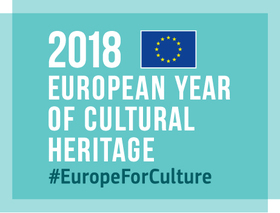 2018
EUROPEAN YEAR
OF CULTURAL
HERITAGE
#EuropeForCulture